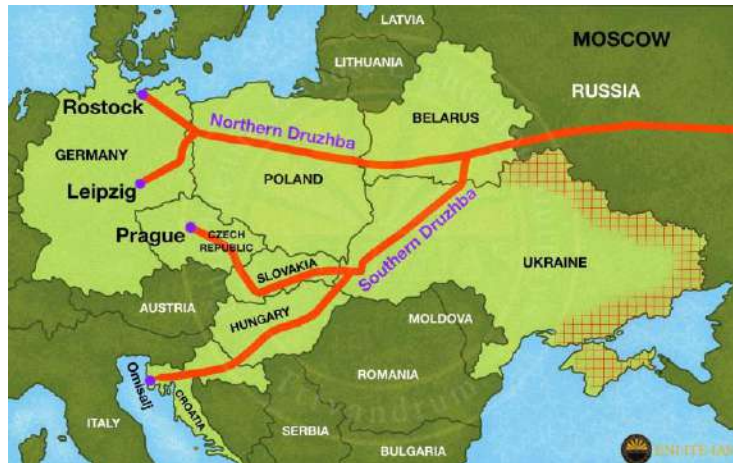 LATVIA
MOSCOW
LITHUANIA
RUSSIA
Rostock
Northern Druzhba
BELARUS
GERMANY
POLAND
Leipzig
Prague
CZECH
REPUBLIC
Southern Druzhba
SLOVAKIA
UKRAINE
AUSTRIA
HUNGARY
MOLDOVA
Omisalj
ROMANIA
CROATIA
ITALY
SERBIA
BULGARIA